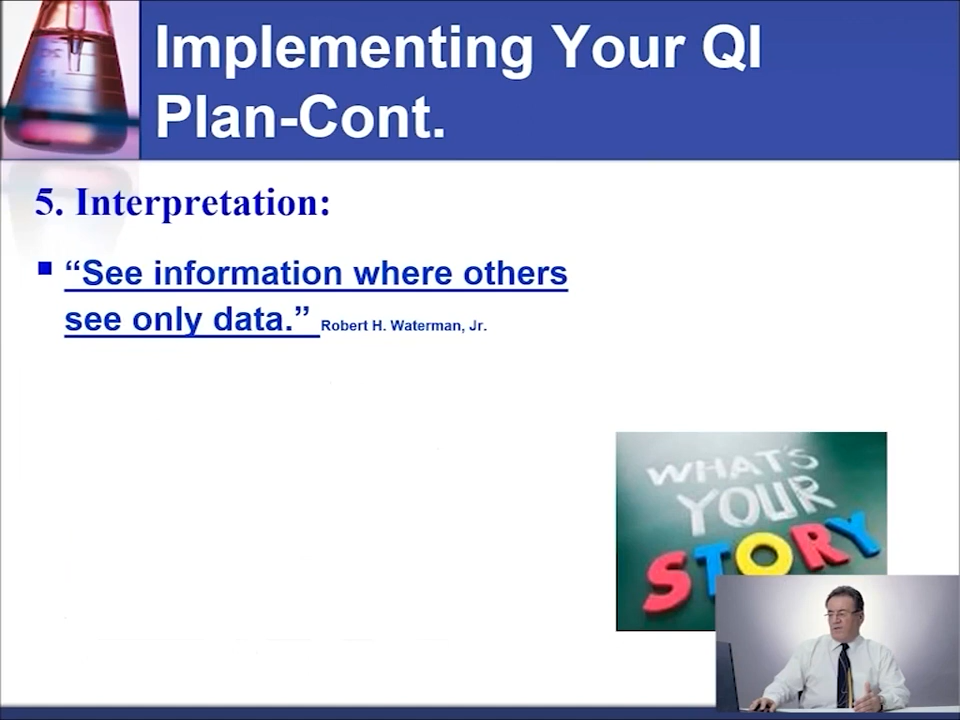 Implementing Your QI
Plan-Cont.
5. Interpretation:
“See information where others
see only data.” Robert H. Waterman, Jr.
WHAT'S
YOUR
STORY